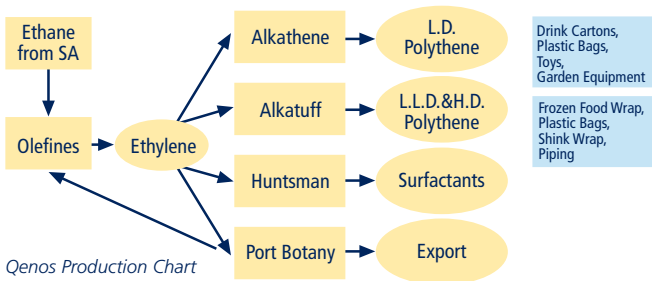 Ethane
from SA
Olefines
Ethylene
Alkathene
L.D.
Polythene
Drink Cartons,
Plastic Bags,
Toys,
Garden Equipment
Alkatuff
L.L.D.&H.D.
Polythene
Frozen Food Wrap,
Plastic Bags,
Shink Wrap,
Piping
Huntsman
Surfactants
Port Botany
Export
Qenos Production Chart